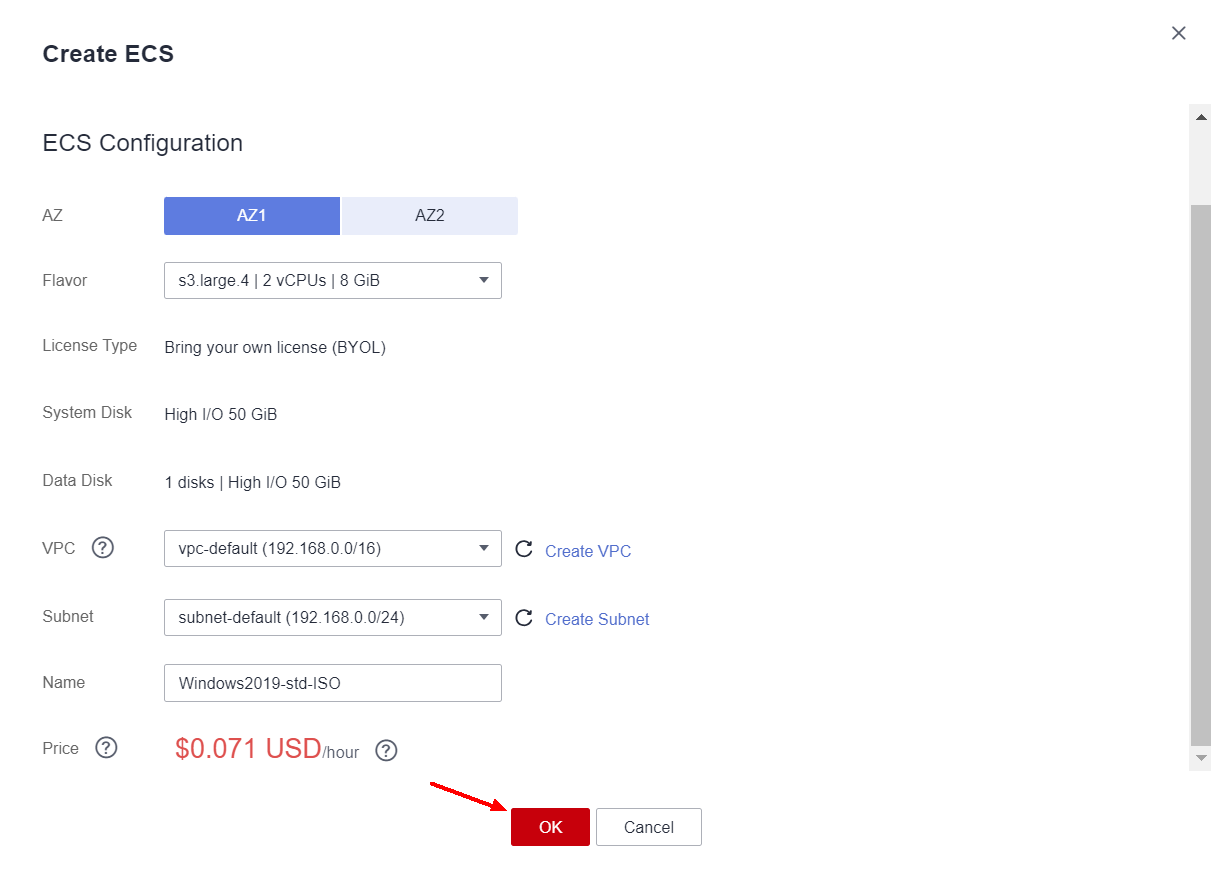 Create ECS
ECS Configuration
AZ AZ1 AZ2
Flavor s3.large.4 | 2 vCPUs | 8 GiB
License Type Bring your own license (BYOL)
System Disk High I/O 50 GiB
Data Disk 1 disks | High I/O 50 GiB
VPC ? vpc-default (192.168.0.0/16) Create VPC
Subnet subnet-default (192.168.0.0/24) Create Subnet
Name Windows2019-std-ISO
Price ? $0.071 USD/hour ?
OK Cancel